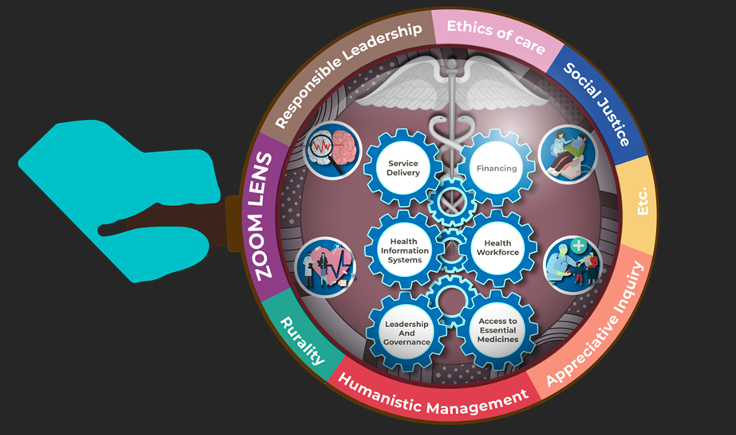 Responsible Leadership
Ethics of care
Social Justice
Etc.
Appreciative Inquiry
Humanistic Management
Rurality
ZOOM LENS
Service
Delivery
Financing
Health
Information
Systems
Health
Workforce
Leadership
And
Governance
Access to
Essential
Medicines